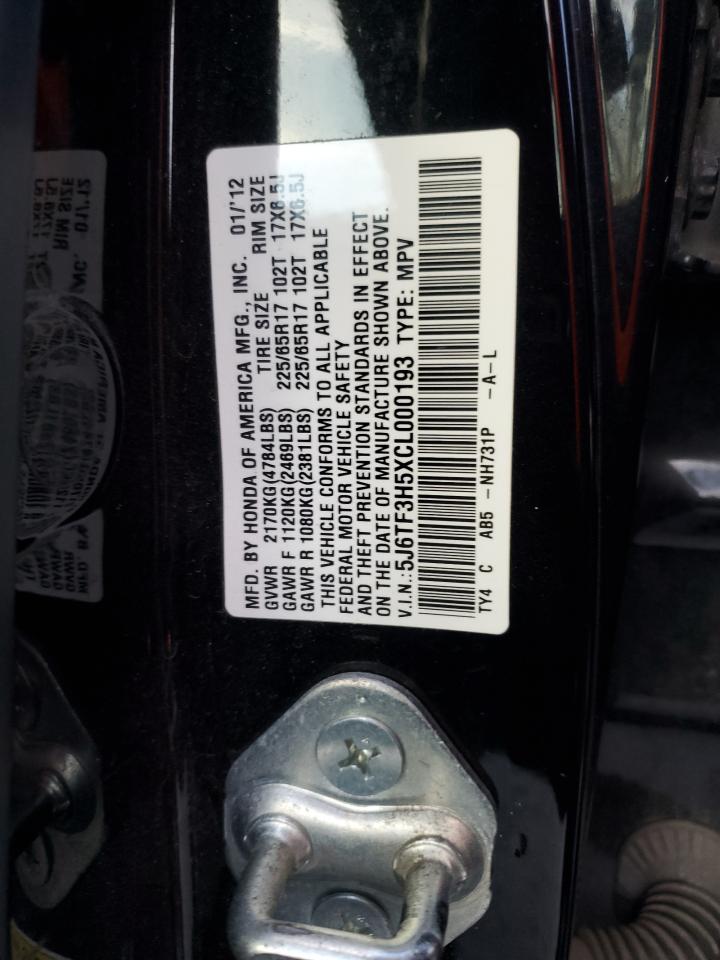 MFD. BY HONDA OF AMERICA MFG., INC. 01/'12
GVWR 2170KG(4784LBS) TIRE SIZE RIM SIZE
GAWR F 1120KG(2469LBS) 225/65R17 102T 17X6.5J
GAWR R 1080KG(2381LBS) 225/65R17 102T 17X6.5J
THIS VEHICLE CONFORMS TO ALL APPLICABLE
FEDERAL MOTOR VEHICLE SAFETY
AND THEFT PREVENTION STANDARDS IN EFFECT
ON THE DATE OF MANUFACTURE SHOWN ABOVE.
V.I.N.:5J6TF3H5XCL000193 TYPE: MPV
TY4 C AB5 -NH731P -A-L